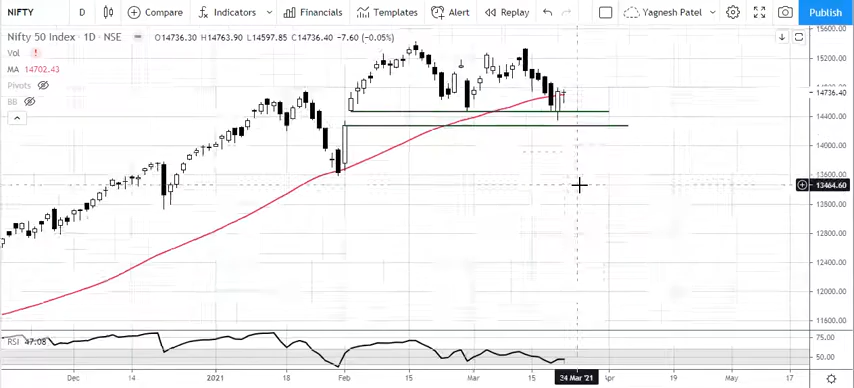 NIFTY D Compare Indicators Financials Templates Alert Replay Yagnesh Patel Publish
Nifty 50 Index · 1D · NSE O14736.30 H14763.90 L14597.85 C14736.40 -7.60 (-0.05%)
Vol !
MA 14702.43
Pivots
BB
15600.00
15200.00
14736.40
14400.00
13600.00
13464.60
13200.00
12800.00
12400.00
12000.00
11600.00
RSI 47.08
75.00
50.00
Dec 14 2021 18 Feb 15 Mar 15 24 Mar '21 Apr 19 May 17